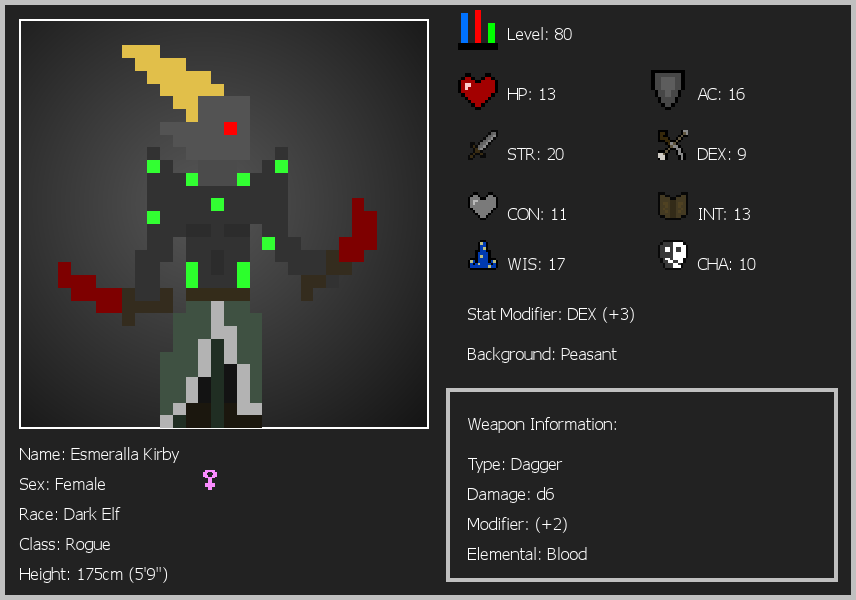 Level: 80
HP: 13
AC: 16
STR: 20
DEX: 9
CON: 11
INT: 13
WIS: 17
CHA: 10
Stat Modifier: DEX (+3)
Background: Peasant
Weapon Information:
Type: Dagger
Damage: d6
Modifier: (+2)
Elemental: Blood
Name: Esmeralla Kirby
Sex: Female
Race: Dark Elf
Class: Rogue
Height: 175cm (5'9")